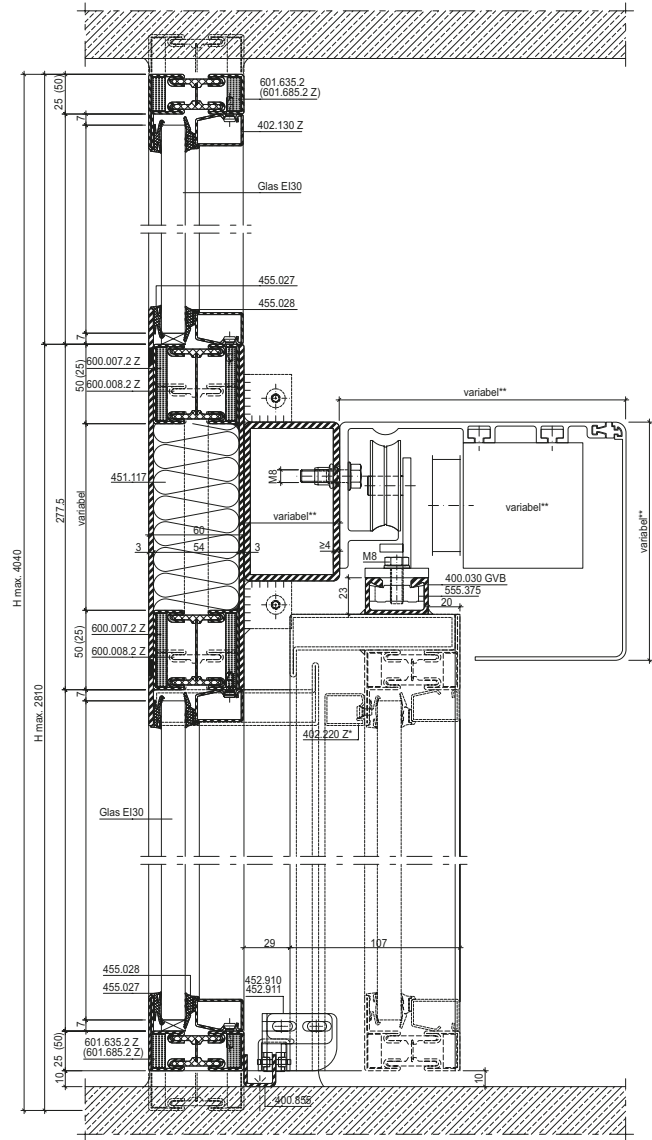 601.635.2
(601.685.2 Z)
25 (50)
7
402.130 Z
Glas EI30
455.027
455.028
7
600.007.2 Z
50 (25)
600.008.2 Z
variabel**
M8
451.117
277.5
variabel
variabel**
variabel**
variabel**
60
3
54
3
≥4
M8
H max. 4040
400.030 GVB
555.375
20
23
600.007.2 Z
50 (25)
600.008.2 Z
7
H max. 2810
402.220 Z*
Glas EI30
29
107
455.028
455.027
452.910
452.911
7
601.635.2 Z
(601.685.2 Z)
25 (50)
10
10
400.855